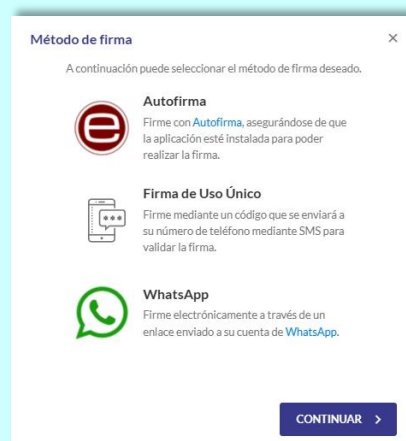 Método de firma
A continuación puede seleccionar el método de firma deseado.
Autofirma
Firme con Autofirma, asegurándose de que
la aplicación esté instalada para poder
realizar la firma.
Firma de Uso Único
Firme mediante un código que se enviará a
su número de teléfono mediante SMS para
validar la firma.
WhatsApp
Firme electrónicamente a través de un
enlace enviado a su cuenta de WhatsApp.
CONTINUAR